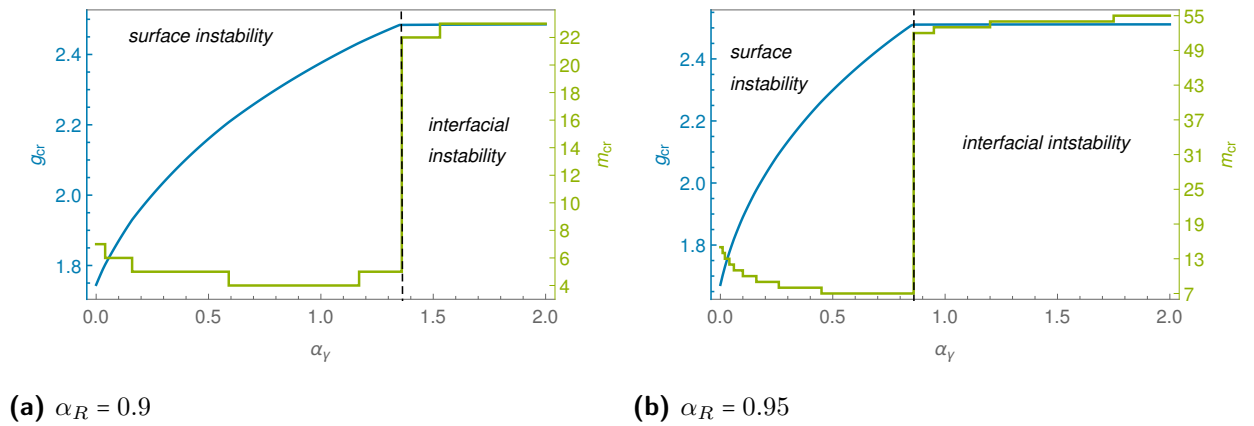 surface instability
interfacial
instability
g_cr
2.4
2.2
2.0
1.8
m_cr
22
20
18
16
14
12
10
8
6
4
0.0 0.5 1.0 1.5 2.0
α_γ
(a) α_R = 0.9
surface
instability
interfacial intstability
g_cr
2.4
2.2
2.0
1.8
m_cr
55
49
43
37
31
25
19
13
7
0.0 0.5 1.0 1.5 2.0
α_γ
(b) α_R = 0.95